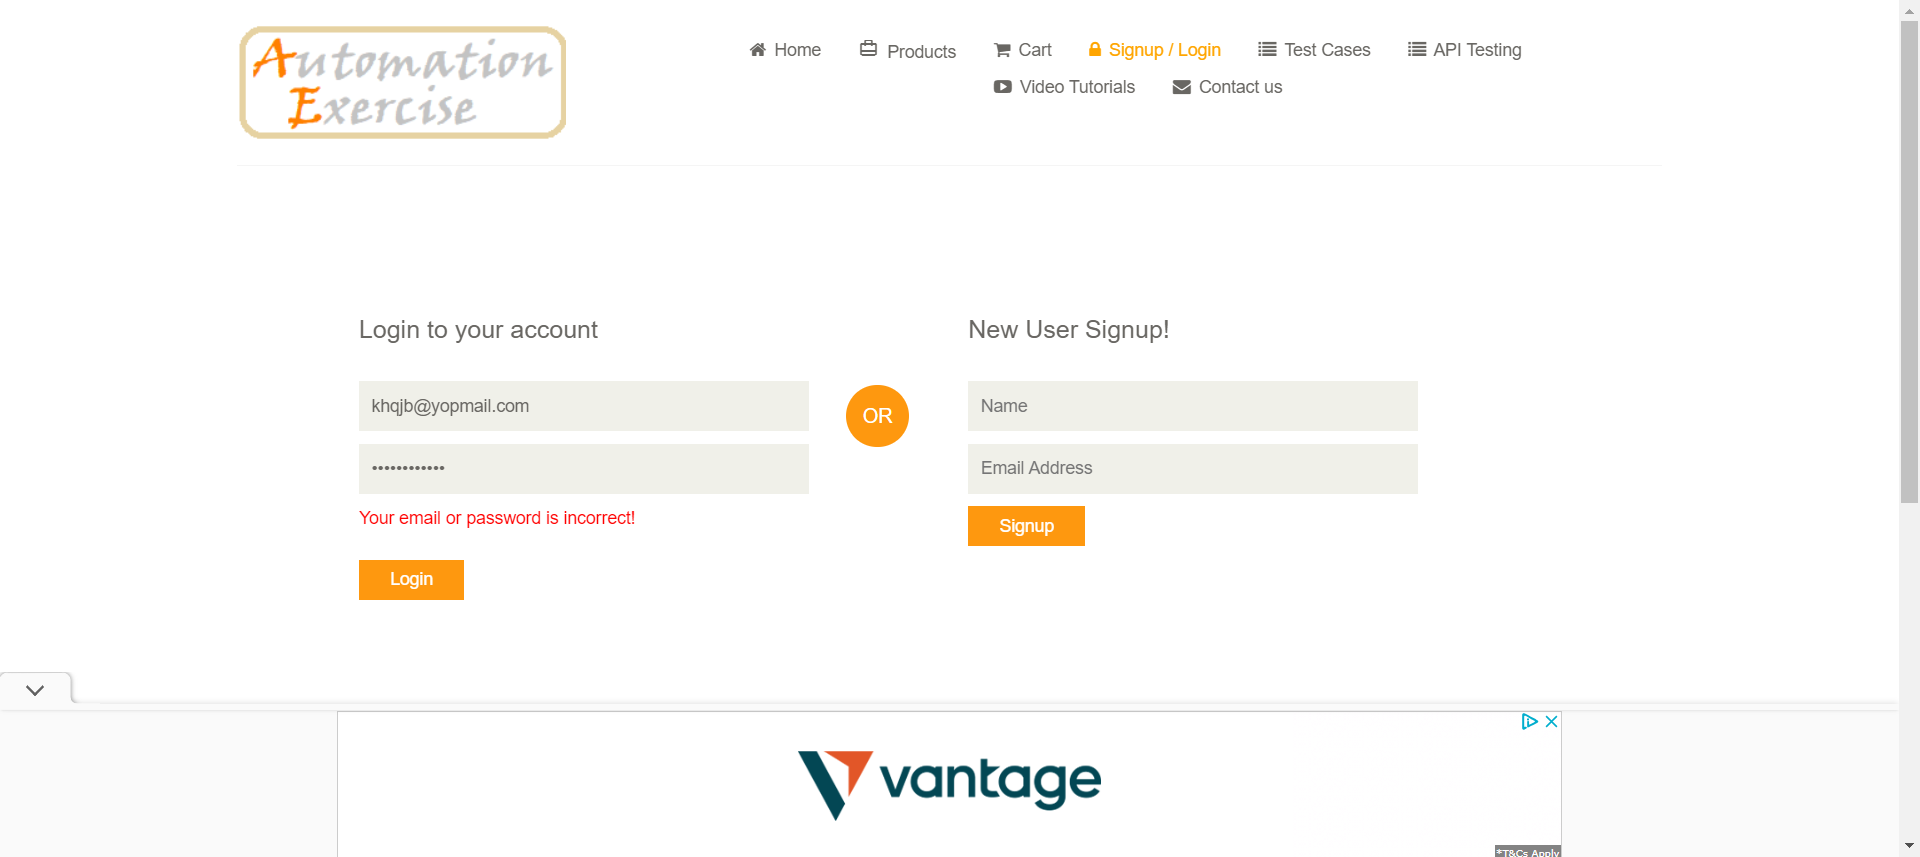 Automation
Exercise
Home
Products
Cart
Signup / Login
Test Cases
API Testing
Video Tutorials
Contact us
Login to your account
khqjb@yopmail.com
••••••••••••
Your email or password is incorrect!
Login
OR
New User Signup!
Name
Email Address
Signup
vantage
*T&Cs Apply